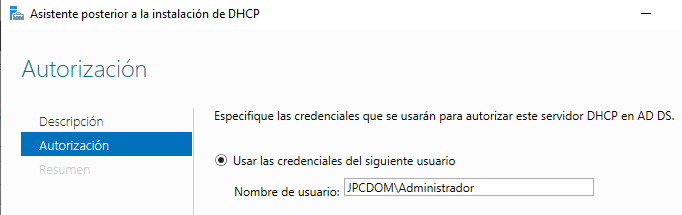 Asistente posterior a la instalación de DHCP
Autorización
Descripción
Autorización
Resumen
Especifique las credenciales que se usarán para autorizar este servidor DHCP en AD DS.
Usar las credenciales del siguiente usuario
Nombre de usuario: JPCDOM\Administrador